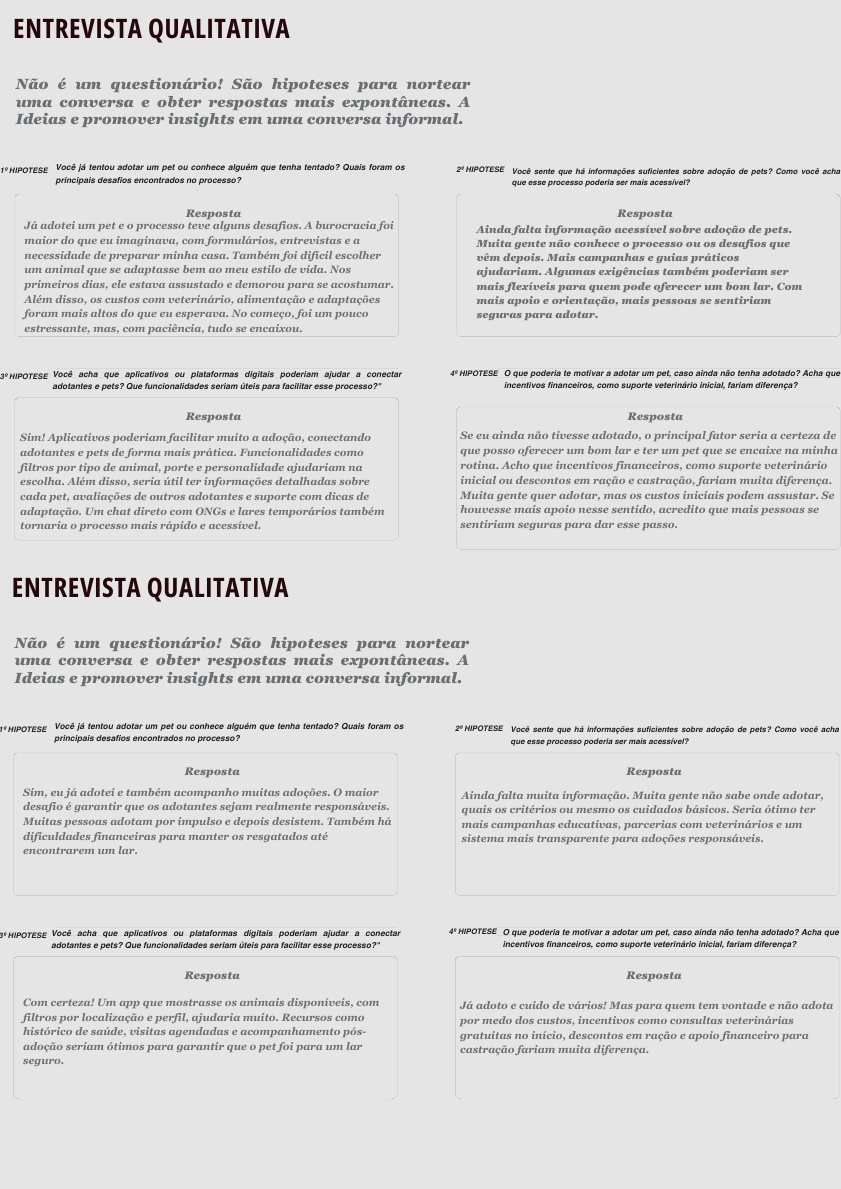 ENTREVISTA QUALITATIVA
Não é um questionário! São hipoteses para nortear
uma conversa e obter respostas mais expontâneas. A
Ideias e promover insights em uma conversa informal.
1º HIPOTESE
Você já tentou adotar um pet ou conhece alguém que tenha tentado? Quais foram os
principais desafios encontrados no processo?
Resposta
Já adotei um pet e o processo teve alguns desafios. A burocracia foi
maior do que eu imaginava, com formulários, entrevistas e a
necessidade de preparar minha casa. Também foi difícil escolher
um animal que se adaptasse bem ao meu estilo de vida. Nos
primeiros dias, ele estava assustado e demorou para se acostumar.
Além disso, os custos com veterinário, alimentação e adaptações
foram mais altos do que eu esperava. No começo, foi um pouco
estressante, mas, com paciência, tudo se encaixou.
2º HIPOTESE
Você sente que há informações suficientes sobre adoção de pets? Como você acha
que esse processo poderia ser mais acessível?
Resposta
Ainda falta informação acessível sobre adoção de pets.
Muita gente não conhece o processo ou os desafios que
vêm depois. Mais campanhas e guias práticos
ajudariam. Algumas exigências também poderiam ser
mais flexíveis para quem pode oferecer um bom lar. Com
mais apoio e orientação, mais pessoas se sentiriam
seguras para adotar.
3º HIPOTESE
Você acha que aplicativos ou plataformas digitais poderiam ajudar a conectar
adotantes e pets? Que funcionalidades seriam úteis para facilitar esse processo?"
Resposta
Sim! Aplicativos poderiam facilitar muito a adoção, conectando
adotantes e pets de forma mais prática. Funcionalidades como
filtros por tipo de animal, porte e personalidade ajudariam na
escolha. Além disso, seria útil ter informações detalhadas sobre
cada pet, avaliações de outros adotantes e suporte com dicas de
adaptação. Um chat direto com ONGs e lares temporários também
tornaria o processo mais rápido e acessível.
4º HIPOTESE
O que poderia te motivar a adotar um pet, caso ainda não tenha adotado? Acha que
incentivos financeiros, como suporte veterinário inicial, fariam diferença?
Resposta
Se eu ainda não tivesse adotado, o principal fator seria a certeza de
que posso oferecer um bom lar e ter um pet que se encaixe na minha
rotina. Acho que incentivos financeiros, como suporte veterinário
inicial ou descontos em ração e castração, fariam muita diferença.
Muita gente quer adotar, mas os custos iniciais podem assustar. Se
houvesse mais apoio nesse sentido, acredito que mais pessoas se
sentiriam seguras para dar esse passo.
ENTREVISTA QUALITATIVA
Não é um questionário! São hipoteses para nortear
uma conversa e obter respostas mais expontâneas. A
Ideias e promover insights em uma conversa informal.
1º HIPOTESE
Você já tentou adotar um pet ou conhece alguém que tenha tentado? Quais foram os
principais desafios encontrados no processo?
Resposta
Sim, eu já adotei e também acompanho muitas adoções. O maior
desafio é garantir que os adotantes sejam realmente responsáveis.
Muitas pessoas adotam por impulso e depois desistem. Também há
dificuldades financeiras para manter os resgatados até
encontrarem um lar.
2º HIPOTESE
Você sente que há informações suficientes sobre adoção de pets? Como você acha
que esse processo poderia ser mais acessível?
Resposta
Ainda falta muita informação. Muita gente não sabe onde adotar,
quais os critérios ou mesmo os cuidados básicos. Seria ótimo ter
mais campanhas educativas, parcerias com veterinários e um
sistema mais transparente para adoções responsáveis.
3º HIPOTESE
Você acha que aplicativos ou plataformas digitais poderiam ajudar a conectar
adotantes e pets? Que funcionalidades seriam úteis para facilitar esse processo?"
Resposta
Com certeza! Um app que mostrasse os animais disponíveis, com
filtros por localização e perfil, ajudaria muito. Recursos como
histórico de saúde, visitas agendadas e acompanhamento pós-
adoção seriam ótimos para garantir que o pet foi para um lar
seguro.
4º HIPOTESE
O que poderia te motivar a adotar um pet, caso ainda não tenha adotado? Acha que
incentivos financeiros, como suporte veterinário inicial, fariam diferença?
Resposta
Já adoto e cuido de vários! Mas para quem tem vontade e não adota
por medo dos custos, incentivos como consultas veterinárias
gratuitas no início, descontos em ração e apoio financeiro para
castração fariam muita diferença.